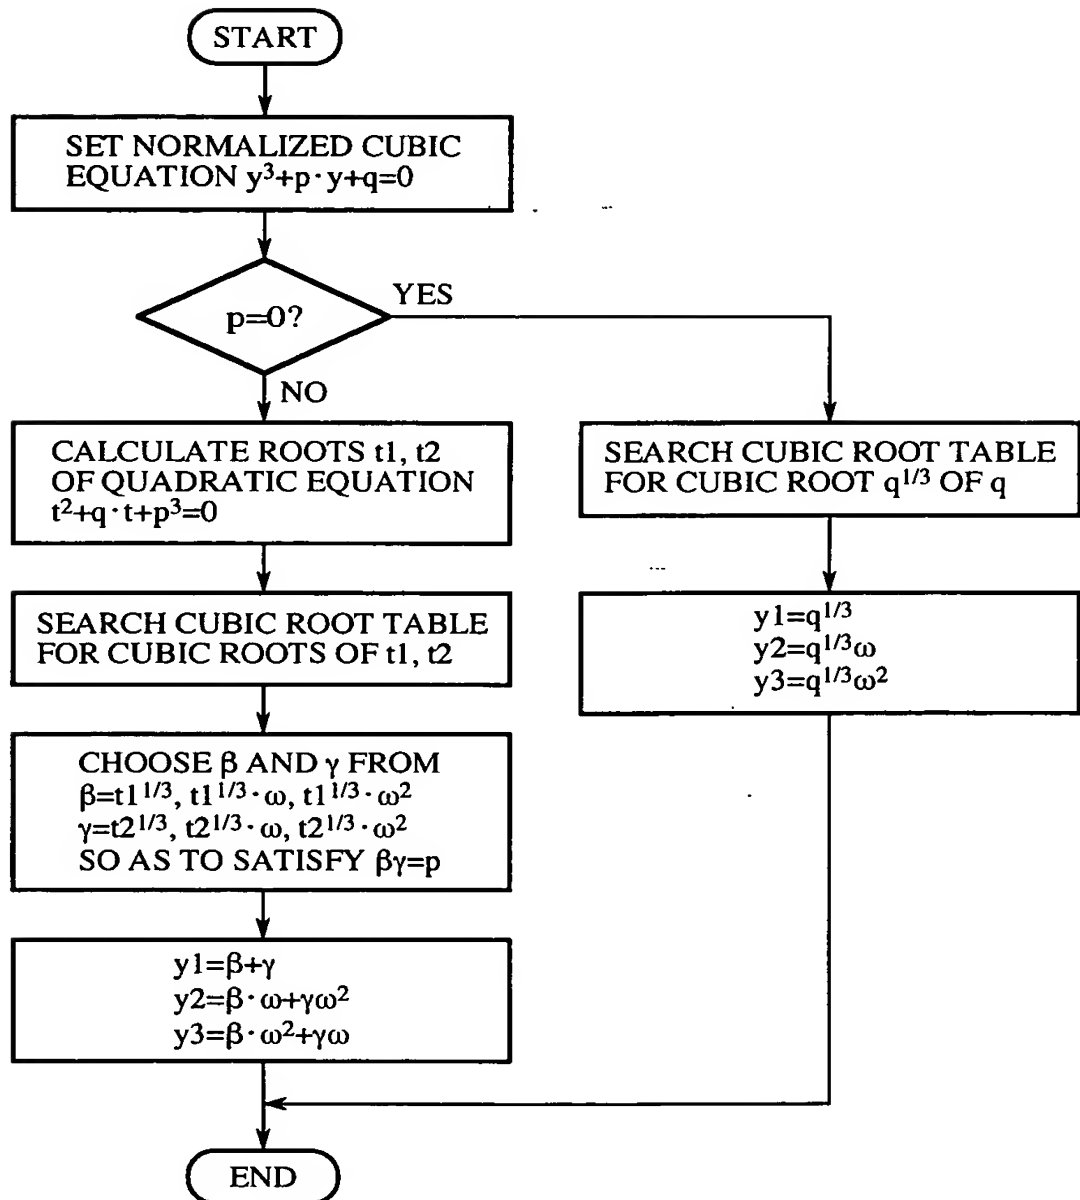 START
SET NORMALIZED CUBIC
EQUATION y³+p·y+q=0
p=0?
YES
NO
CALCULATE ROOTS t1, t2
OF QUADRATIC EQUATION
t²+q·t+p³=0
SEARCH CUBIC ROOT TABLE
FOR CUBIC ROOTS OF t1, t2
CHOOSE β AND γ FROM
β=t1^1/3, t1^1/3·ω, t1^1/3·ω²
γ=t2^1/3, t2^1/3·ω, t2^1/3·ω²
SO AS TO SATISFY βγ=p
y1=β+γ
y2=β·ω+γω²
y3=β·ω²+γω
SEARCH CUBIC ROOT TABLE
FOR CUBIC ROOT q^1/3 OF q
y1=q^1/3
y2=q^1/3ω
y3=q^1/3ω²
END